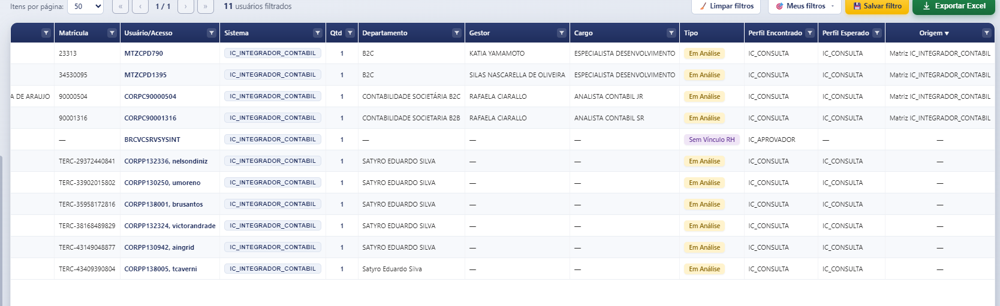 Itens por página: 50 « ‹ 1 / 1 › » 11 usuários filtrados Limpar filtros Meus filtros Salvar filtro Exportar Excel
Matrícula Usuário/Acesso Sistema Qtd Departamento Gestor Cargo Tipo Perfil Encontrado Perfil Esperado Origem ▼
23313 MTZCPD790 IC_INTEGRADOR_CONTABIL 1 B2C KATIA YAMAMOTO ESPECIALISTA DESENVOLVIMENTO Em Análise IC_CONSULTA IC_CONSULTA Matriz IC_INTEGRADOR_CONTABIL
34530095 MTZCPD1395 IC_INTEGRADOR_CONTABIL 1 B2C SILAS NASCARELLA DE OLIVEIRA ESPECIALISTA DESENVOLVIMENTO Em Análise IC_CONSULTA IC_CONSULTA Matriz IC_INTEGRADOR_CONTABIL
A DE ARAUJO 90000504 CORPC90000504 IC_INTEGRADOR_CONTABIL 1 CONTABILIDADE SOCIETÁRIA B2C RAFAELA CIARALLO ANALISTA CONTABIL JR Em Análise IC_CONSULTA IC_CONSULTA Matriz IC_INTEGRADOR_CONTABIL
90001316 CORPC90001316 IC_INTEGRADOR_CONTABIL 1 CONTABILIDADE SOCIETARIA B2B RAFAELA CIARALLO ANALISTA CONTABIL SR Em Análise IC_CONSULTA IC_CONSULTA Matriz IC_INTEGRADOR_CONTABIL
— BRCVCSRVSYSINT IC_INTEGRADOR_CONTABIL 1 — — — Sem Vínculo RH IC_APROVADOR — —
TERC-29372440841 CORPP132336, nelsondiniz IC_INTEGRADOR_CONTABIL 1 SATYRO EDUARDO SILVA — — Em Análise IC_CONSULTA IC_CONSULTA —
TERC-33902015802 CORPP130250, umoreno IC_INTEGRADOR_CONTABIL 1 SATYRO EDUARDO SILVA — — Em Análise IC_CONSULTA IC_CONSULTA —
TERC-35958172816 CORPP138001, brusantos IC_INTEGRADOR_CONTABIL 1 SATYRO EDUARDO SILVA — — Em Análise IC_CONSULTA IC_CONSULTA —
TERC-38168489829 CORPP132324, victorandrade IC_INTEGRADOR_CONTABIL 1 SATYRO EDUARDO SILVA — — Em Análise IC_CONSULTA IC_CONSULTA —
TERC-43149048877 CORPP130942, aingrid IC_INTEGRADOR_CONTABIL 1 SATYRO EDUARDO SILVA — — Em Análise IC_CONSULTA IC_CONSULTA —
TERC-43409390804 CORPP138005, tcaverni IC_INTEGRADOR_CONTABIL 1 Satyro Eduardo Silva — — Em Análise IC_CONSULTA IC_CONSULTA —